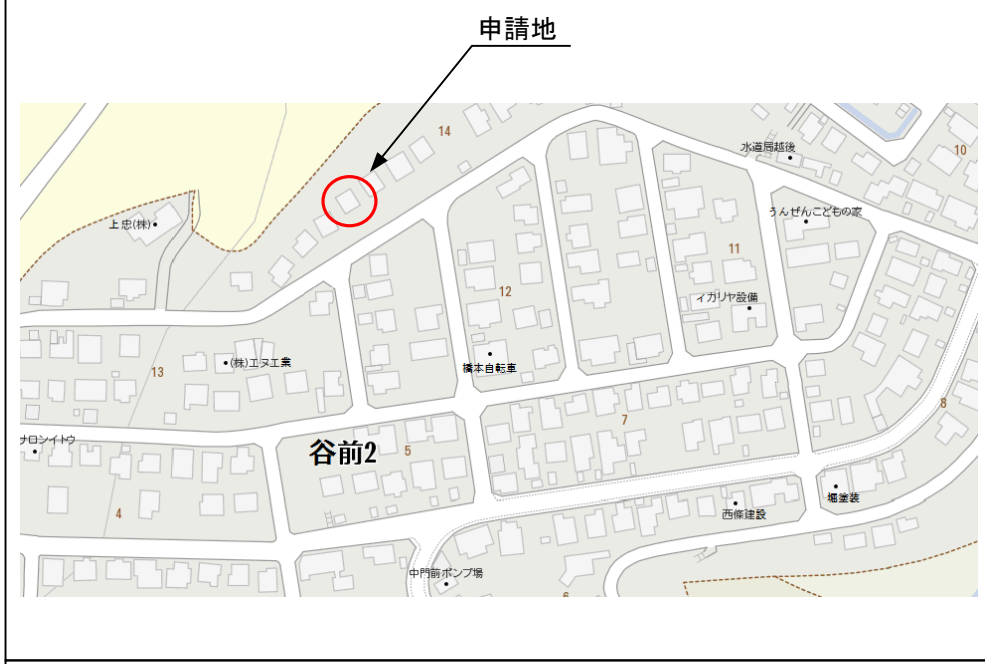 申請地
14
水道局越後
10
上忠(株)
うんぜんこどもの家
11
12
イカリヤ設備
(株)エヌエ業
橋本自転車
13
8
7
ナロンイトウ
谷前2
5
4
堀塗装
西條建設
中門前ポンプ場
6